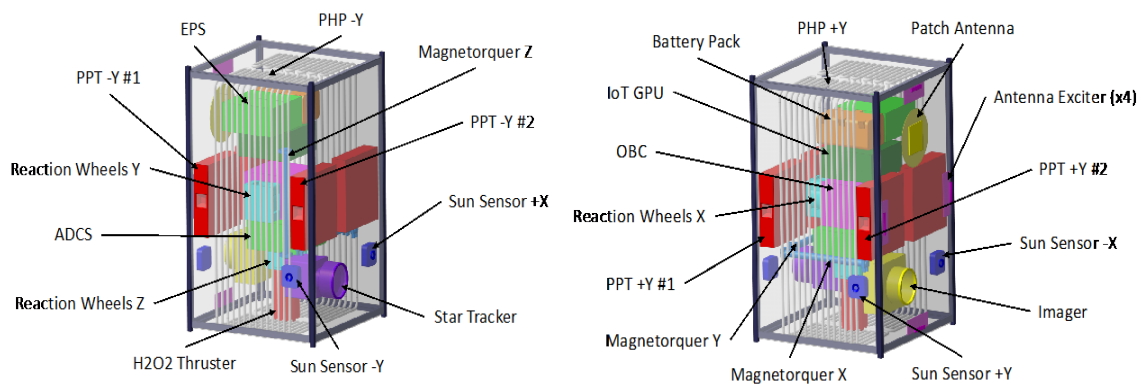 EPS
PHP -Y
Magnetorquer Z
PPT -Y #1
PPT -Y #2
Reaction Wheels Y
Sun Sensor +X
ADCS
Reaction Wheels Z
Star Tracker
H2O2 Thruster
Sun Sensor -Y
Battery Pack
PHP +Y
Patch Antenna
IoT GPU
Antenna Exciter (x4)
OBC
PPT +Y #2
Reaction Wheels X
Sun Sensor -X
PPT +Y #1
Imager
Magnetorquer Y
Magnetorquer X
Sun Sensor +Y